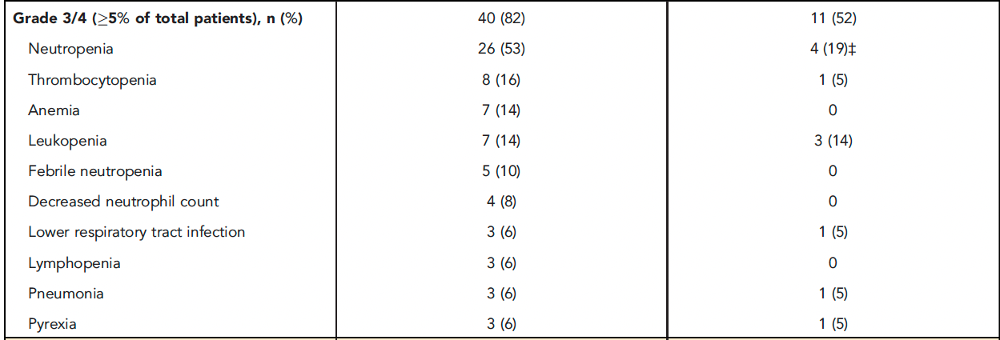 Grade 3/4 (≥5% of total patients), n (%) 40 (82) 11 (52)
Neutropenia 26 (53) 4 (19)‡
Thrombocytopenia 8 (16) 1 (5)
Anemia 7 (14) 0
Leukopenia 7 (14) 3 (14)
Febrile neutropenia 5 (10) 0
Decreased neutrophil count 4 (8) 0
Lower respiratory tract infection 3 (6) 1 (5)
Lymphopenia 3 (6) 0
Pneumonia 3 (6) 1 (5)
Pyrexia 3 (6) 1 (5)